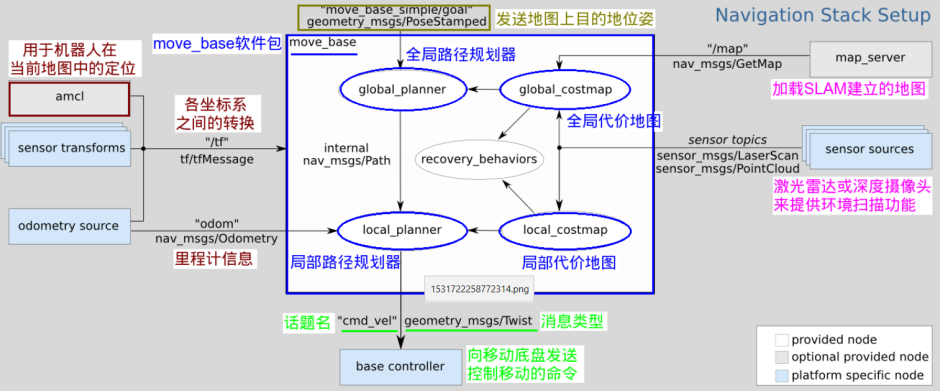 Navigation Stack Setup
"move_base_simple/goal"
geometry_msgs/PoseStamped
发送地图上目的地位姿
move_base软件包
move_base
用于机器人在
当前地图中的定位
amcl
全局路径规划器
global_planner
global_costmap
全局代价地图
"/map"
nav_msgs/GetMap
map_server
加载SLAM建立的地图
各坐标系
之间的转换
"/tf"
tf/tfMessage
sensor transforms
internal
nav_msgs/Path
recovery_behaviors
sensor topics
sensor_msgs/LaserScan
sensor_msgs/PointCloud
sensor sources
激光雷达或深度摄像头
来提供环境扫描功能
odometry source
"odom"
nav_msgs/Odometry
里程计信息
local_planner
局部路径规划器
local_costmap
局部代价地图
1531722258772314.png
话题名
"cmd_vel"
geometry_msgs/Twist
消息类型
base controller
向移动底盘发送
控制移动的命令
provided node
optional provided node
platform specific node